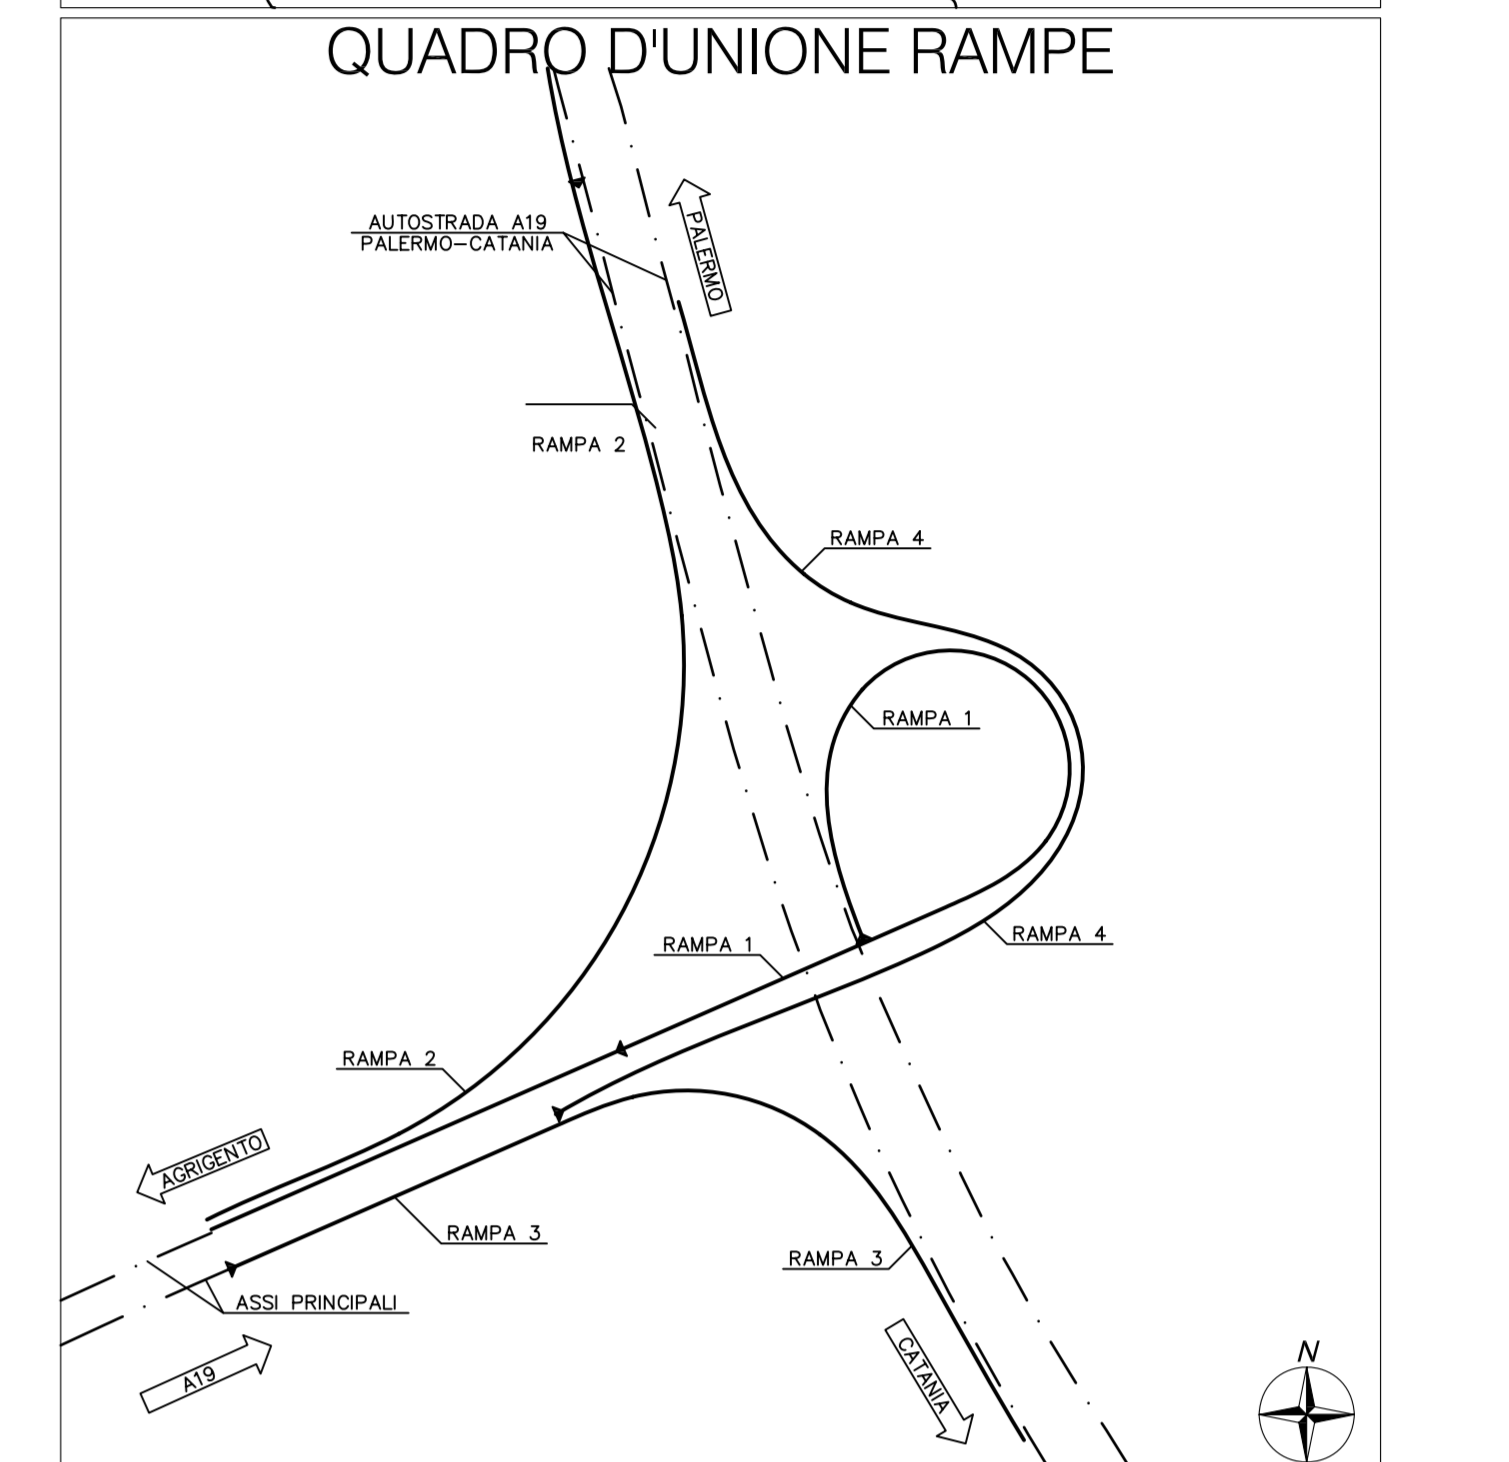 QUADRO D'UNIONE RAMPE
AUTOSTRADA A19
PALERMO-CATANIA
PALERMO
RAMPA 2
RAMPA 4
RAMPA 1
RAMPA 1
RAMPA 4
RAMPA 2
AGRIGENTO
RAMPA 3
RAMPA 3
ASSI PRINCIPALI
A19
CATANIA
N